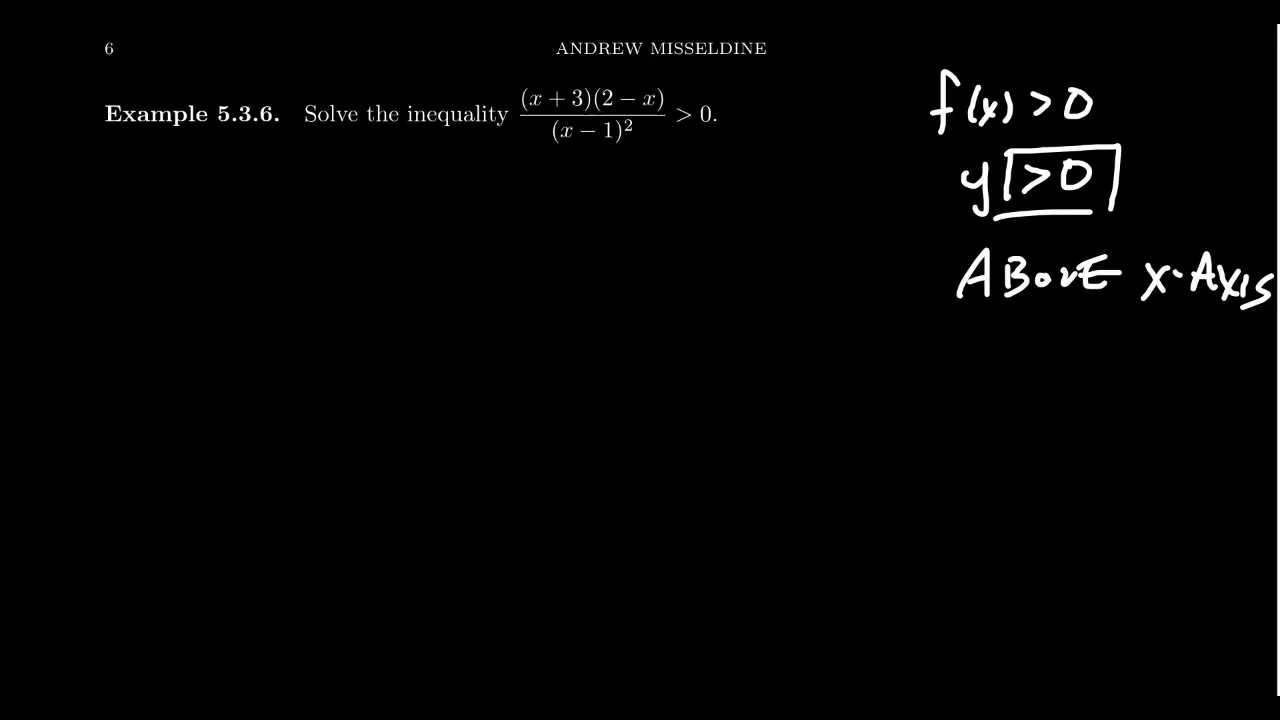 6 ANDREW MISSELDINE
Example 5.3.6. Solve the inequality \frac{(x + 3)(2 − x)}{(x − 1)^2} > 0.
f(x) > 0
y > 0
ABOVE X-AXIS